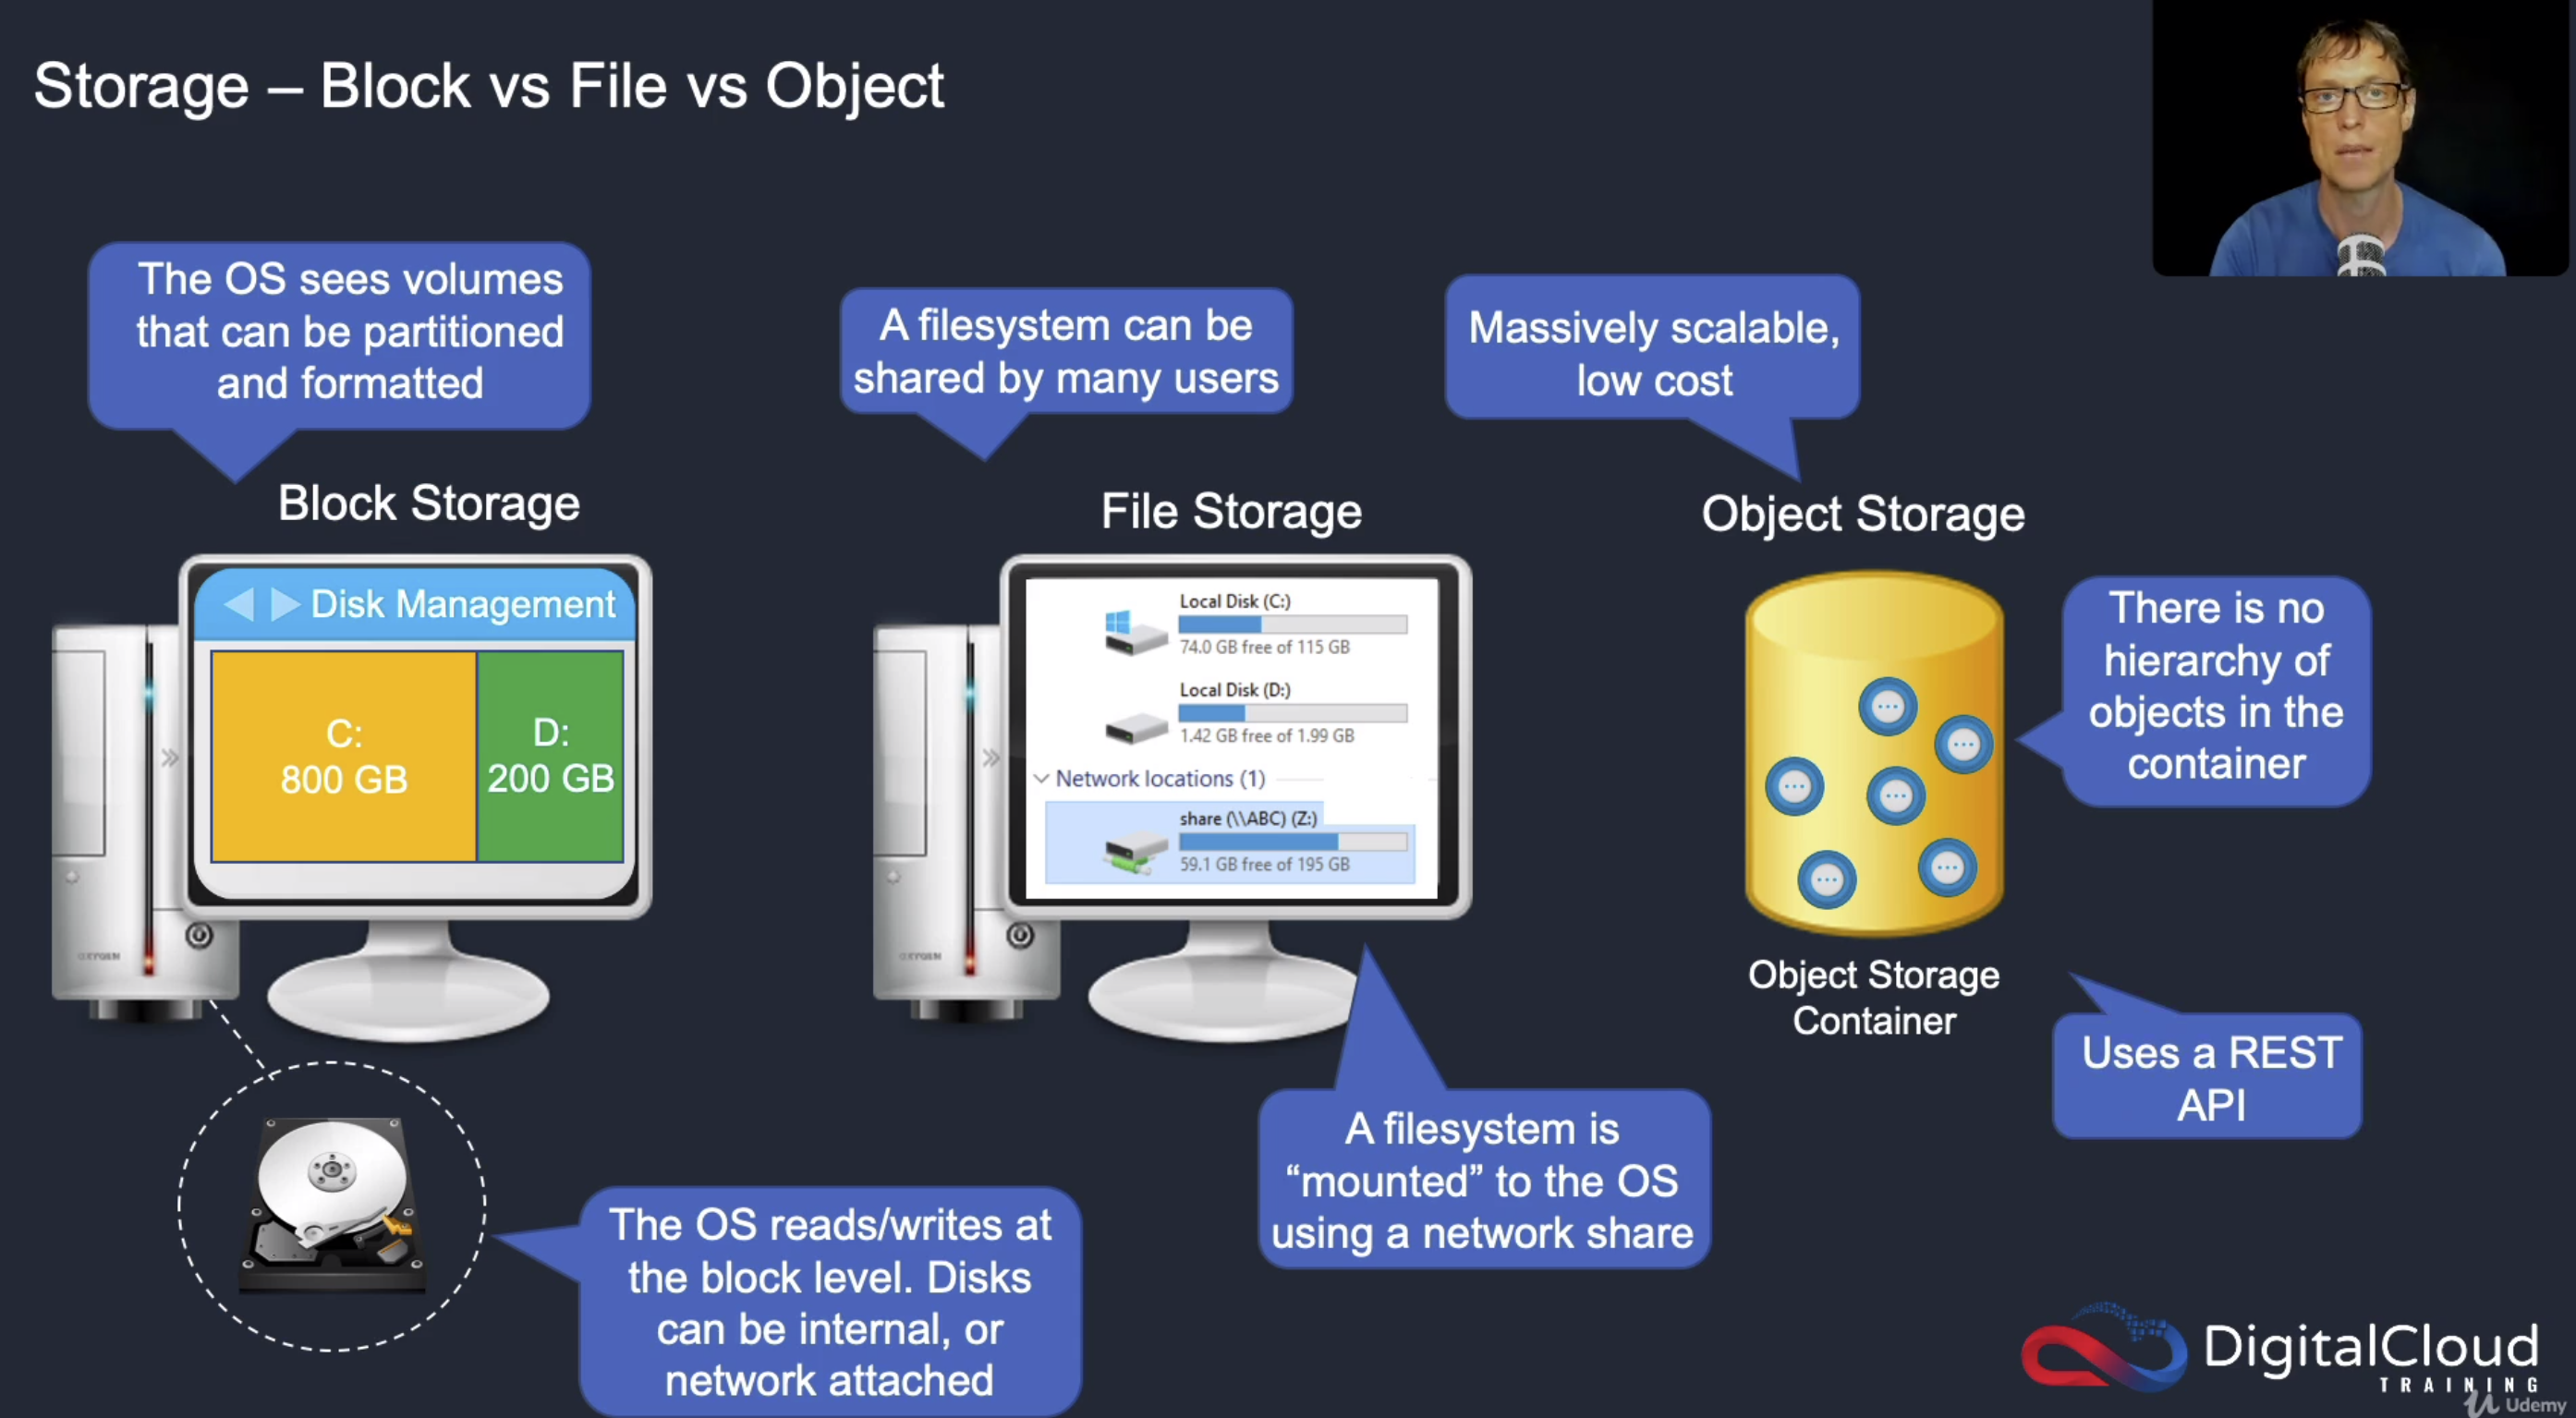 Storage – Block vs File vs Object
The OS sees volumes
that can be partitioned
and formatted
A filesystem can be
shared by many users
Massively scalable,
low cost
Block Storage
File Storage
Object Storage
Disk Management
C:
800 GB
D:
200 GB
Local Disk (C:)
74.0 GB free of 115 GB
Local Disk (D:)
1.42 GB free of 1.99 GB
Network locations (1)
share (\\ABC) (Z:)
59.1 GB free of 195 GB
There is no
hierarchy of
objects in the
container
OXYGEN
OXYGEN
Object Storage
Container
Uses a REST
API
A filesystem is
“mounted” to the OS
using a network share
The OS reads/writes at
the block level. Disks
can be internal, or
network attached
DigitalCloud
TRAINING
Udemy